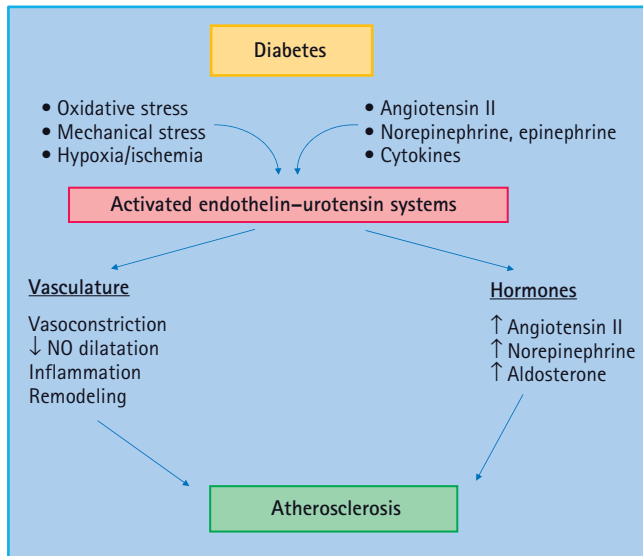 Diabetes
• Oxidative stress
• Mechanical stress
• Hypoxia/ischemia
• Angiotensin II
• Norepinephrine, epinephrine
• Cytokines
Activated endothelin–urotensin systems
Vasculature
Vasoconstriction
↓ NO dilatation
Inflammation
Remodeling
Hormones
↑ Angiotensin II
↑ Norepinephrine
↑ Aldosterone
Atherosclerosis